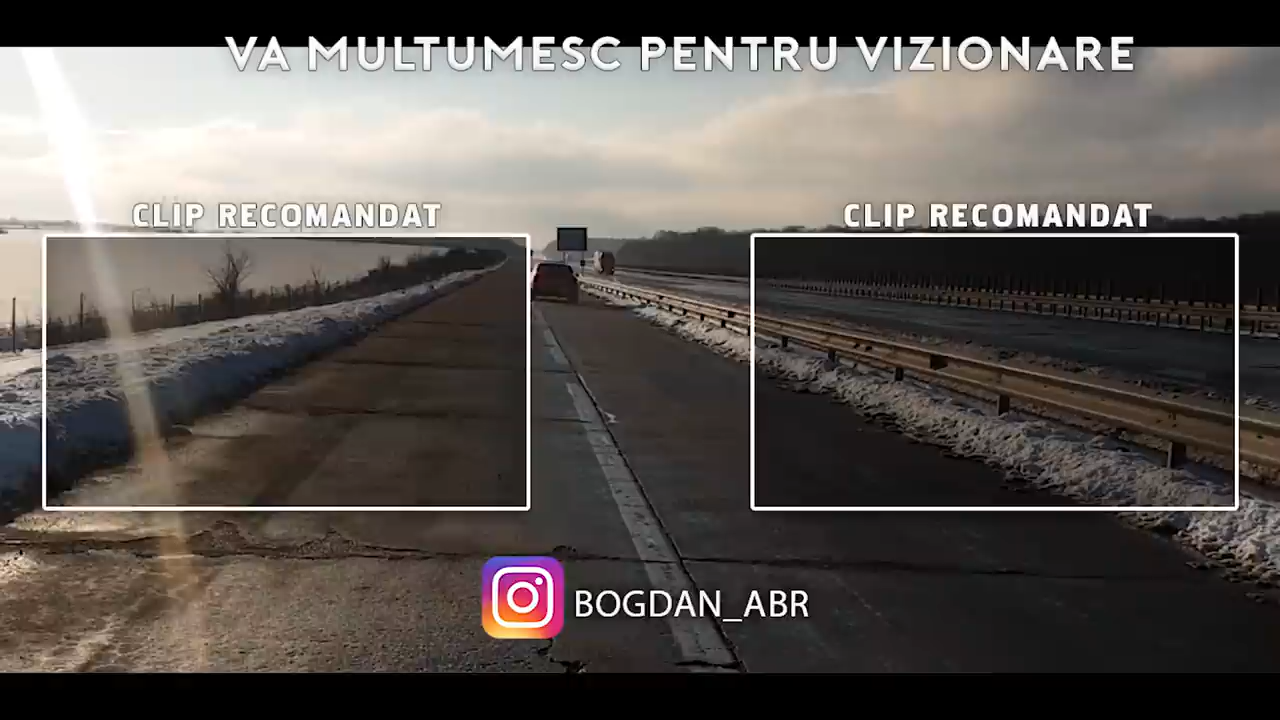 VA MULTUMESC PENTRU VIZIONARE
CLIP RECOMANDAT
CLIP RECOMANDAT
BOGDAN_ABR